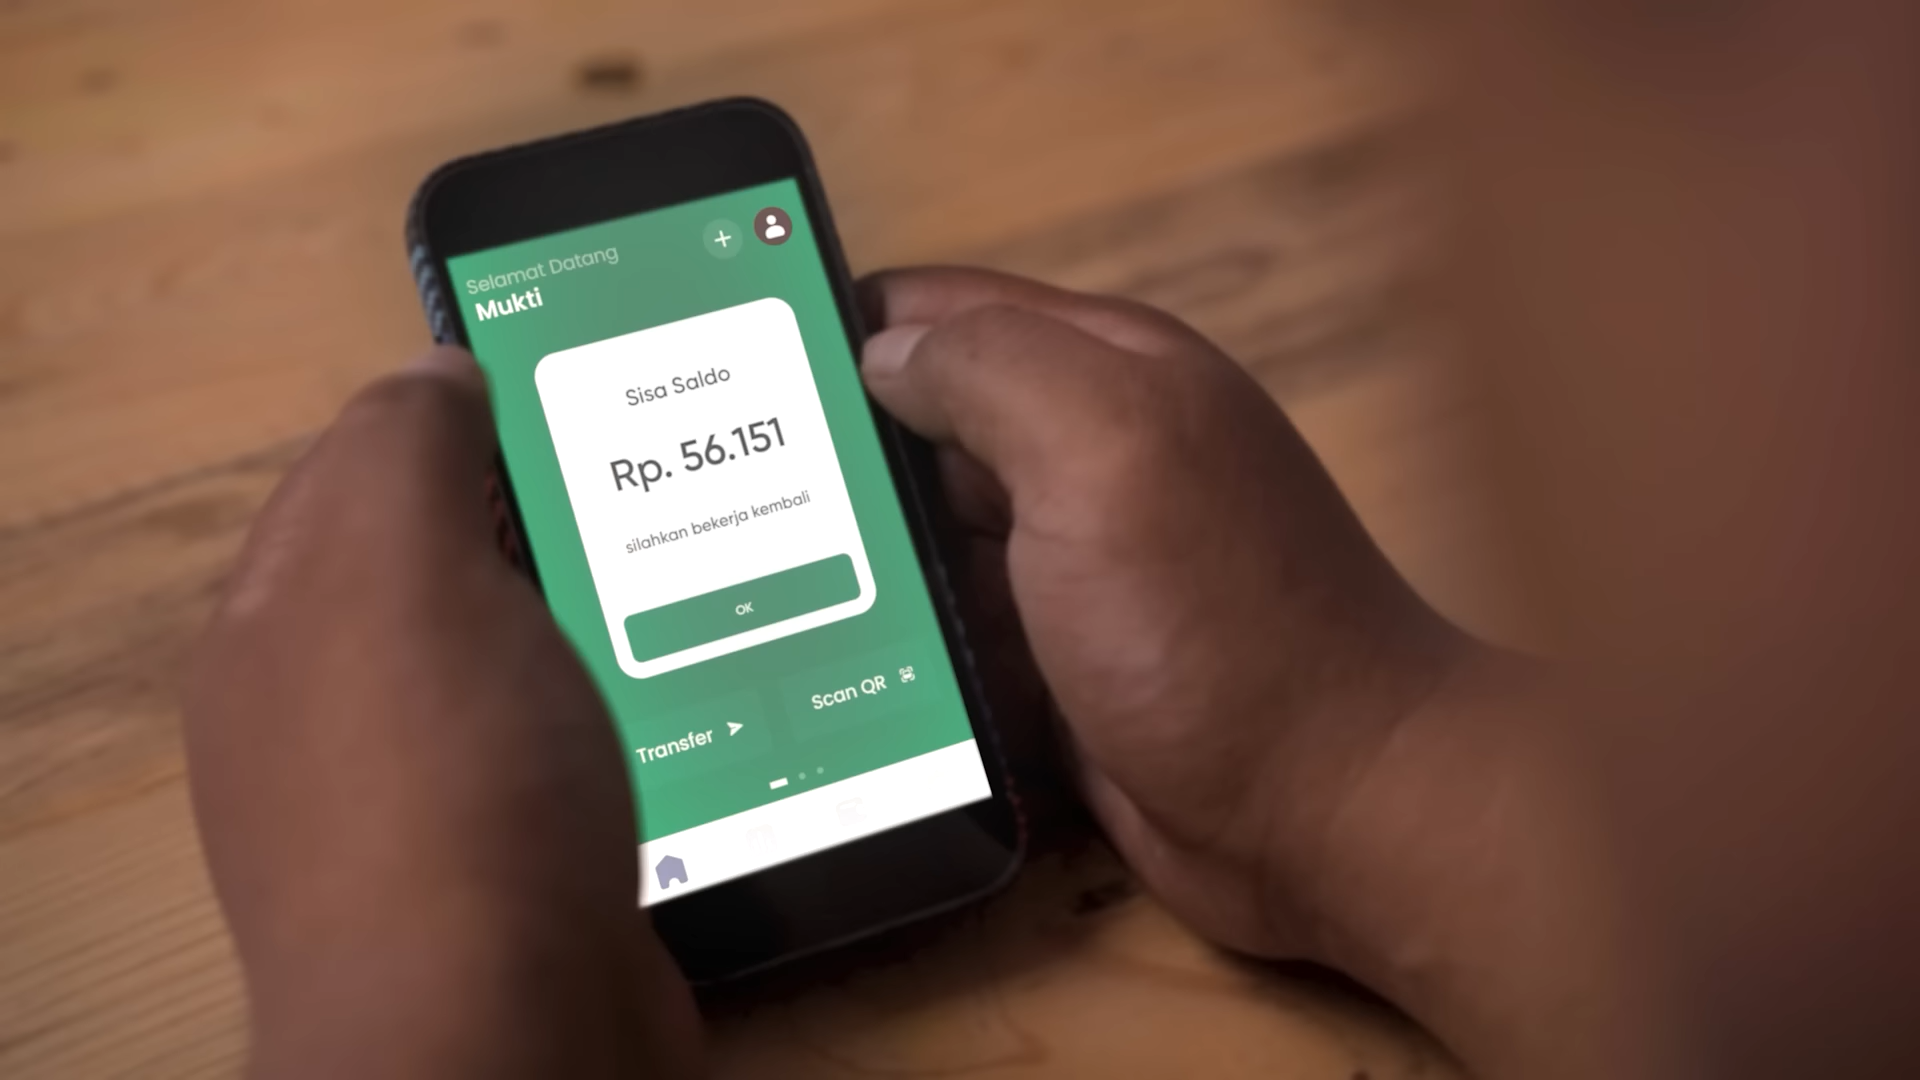 Selamat Datang
Mukti
Sisa Saldo
Rp. 56.151
silahkan bekerja kembali
OK
Transfer
Scan QR